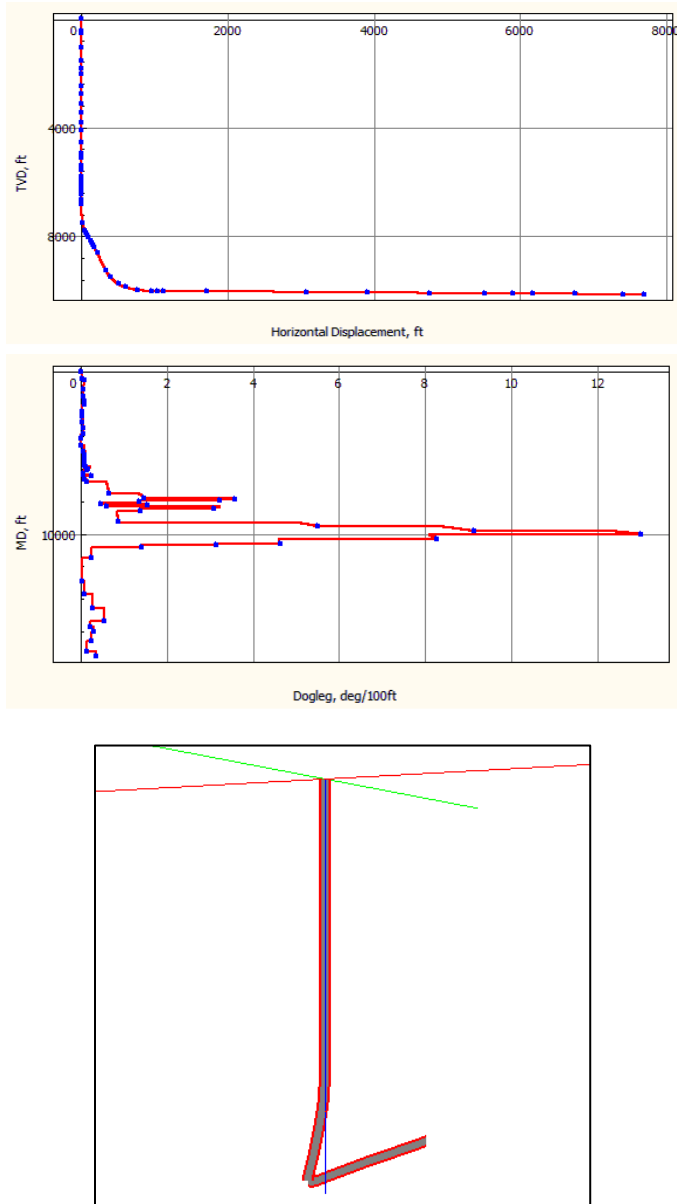 0 2000 4000 6000 8000
4000
8000
TVD, ft
Horizontal Displacement, ft
0 2 4 6 8 10 12
10000
MD, ft
Dogleg, deg/100ft